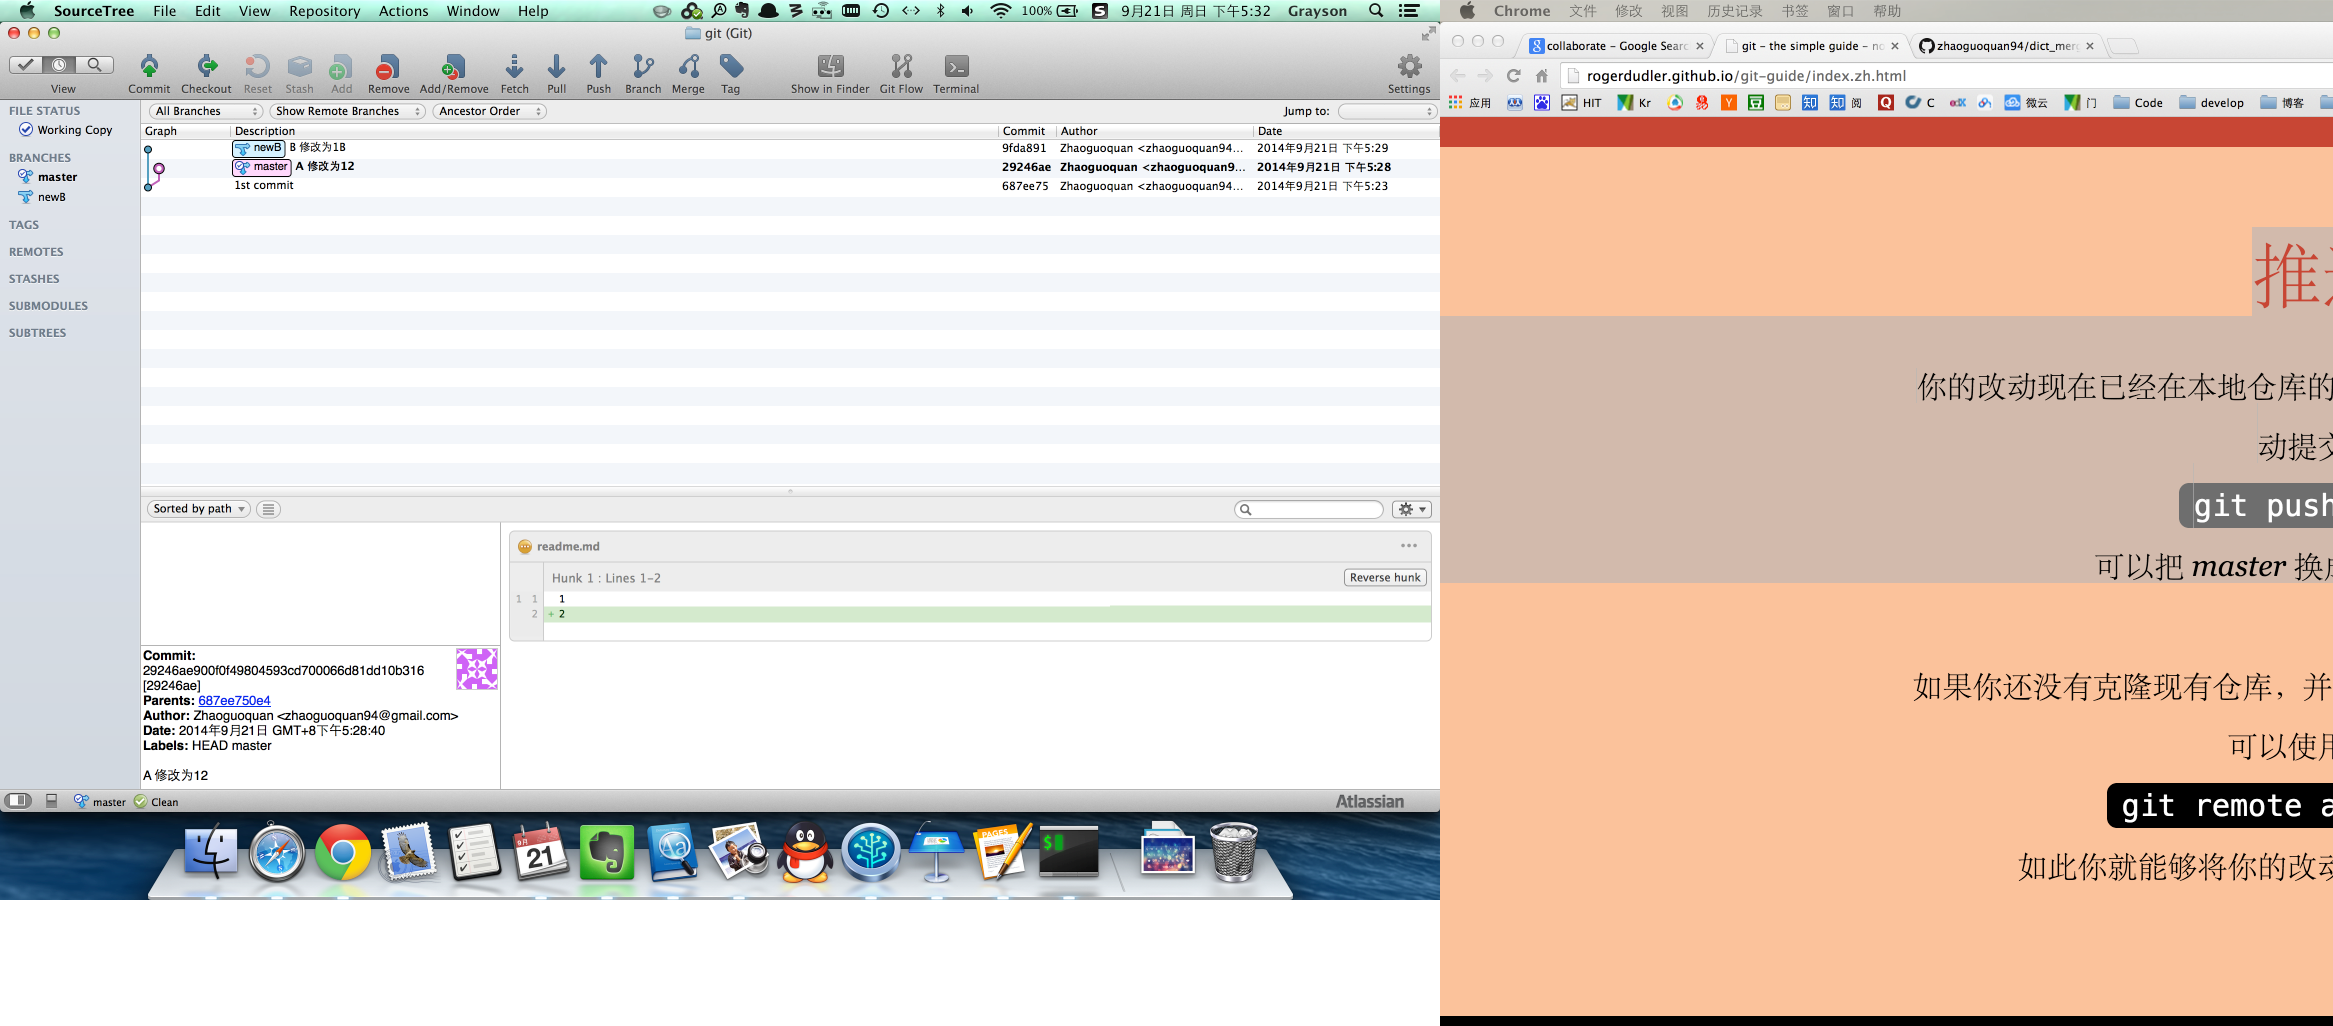 SourceTree File Edit View Repository Actions Window Help 100% 9月21日 周日 下午5:32 Grayson
git (Git)
View Commit Checkout Reset Stash Add Remove Add/Remove Fetch Pull Push Branch Merge Tag Show in Finder Git Flow Terminal Settings
FILE STATUS
Working Copy
BRANCHES
master
newB
TAGS
REMOTES
STASHES
SUBMODULES
SUBTREES
All Branches Show Remote Branches Ancestor Order Jump to:
Graph Description Commit Author Date
newB B 修改为1B 9fda891 Zhaoguoquan <zhaoguoquan94... 2014年9月21日 下午5:29
master A 修改为12 29246ae Zhaoguoquan <zhaoguoquan9... 2014年9月21日 下午5:28
1st commit 687ee75 Zhaoguoquan <zhaoguoquan94... 2014年9月21日 下午5:23
Sorted by path
readme.md
Hunk 1 : Lines 1-2 Reverse hunk
1 1 1
2 + 2
Commit:
29246ae900f0f49804593cd700066d81dd10b316
[29246ae]
Parents: 687ee750e4
Author: Zhaoguoquan <zhaoguoquan94@gmail.com>
Date: 2014年9月21日 GMT+8下午5:28:40
Labels: HEAD master
A 修改为12
master Clean Atlassian
9月
21
Aa
PAGES
$
Chrome 文件 修改 视图 历史记录 书签 窗口 帮助
collaborate - Google Searc git - the simple guide - no zhaoguoquan94/dict_merg
rogerdudler.github.io/git-guide/index.zh.html
应用 HIT Kr Y 豆 知 知 阅 Q C 微云 门 Code develop 博客
推
你的改动现在已经在本地仓库的
动提交
git push
可以把 master 换
如果你还没有克隆现有仓库，并
可以使用
git remote a
如此你就能够将你的改动